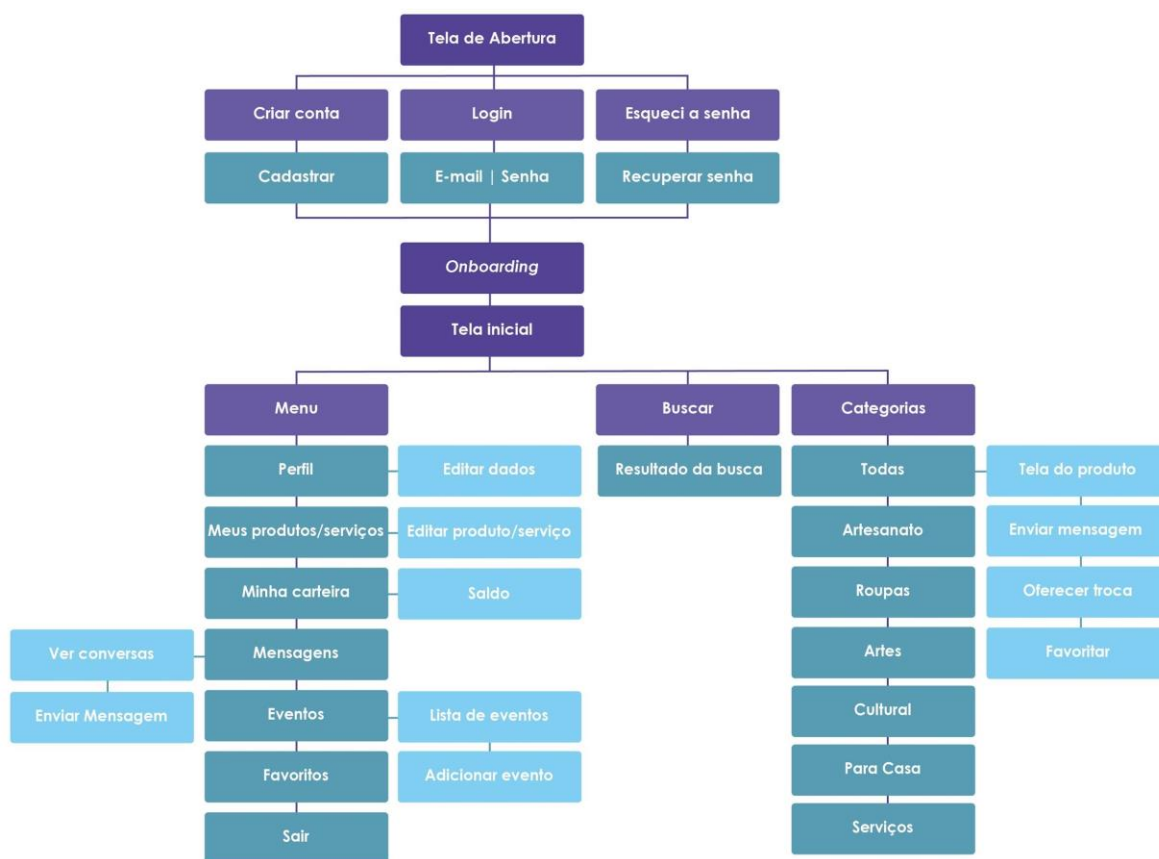 Tela de Abertura
Criar conta
Login
Esqueci a senha
Cadastrar
E-mail | Senha
Recuperar senha
Onboarding
Tela inicial
Menu
Buscar
Categorias
Perfil
Editar dados
Resultado da busca
Todas
Tela do produto
Meus produtos/serviços
Editar produto/serviço
Artesanato
Enviar mensagem
Minha carteira
Saldo
Roupas
Oferecer troca
Ver conversas
Mensagens
Artes
Favoritar
Enviar Mensagem
Eventos
Lista de eventos
Cultural
Favoritos
Adicionar evento
Para Casa
Sair
Serviços